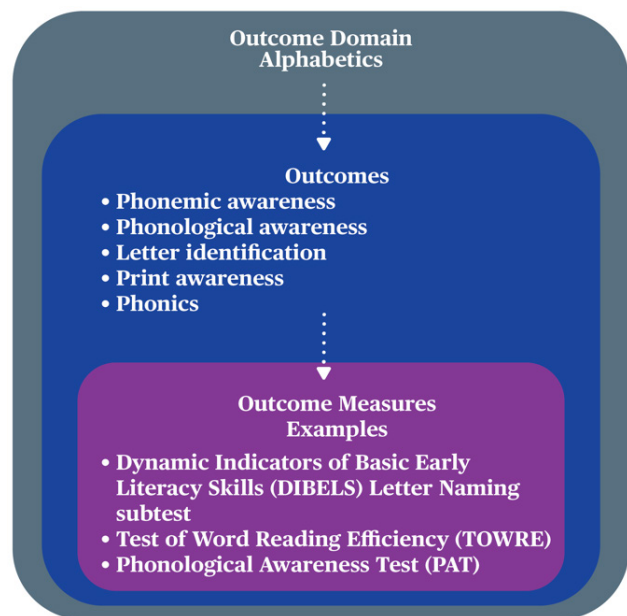 Outcome Domain
Alphabetics
Outcomes
• Phonemic awareness
• Phonological awareness
• Letter identification
• Print awareness
• Phonics
Outcome Measures
Examples
• Dynamic Indicators of Basic Early
Literacy Skills (DIBELS) Letter Naming
subtest
• Test of Word Reading Efficiency (TOWRE)
• Phonological Awareness Test (PAT)